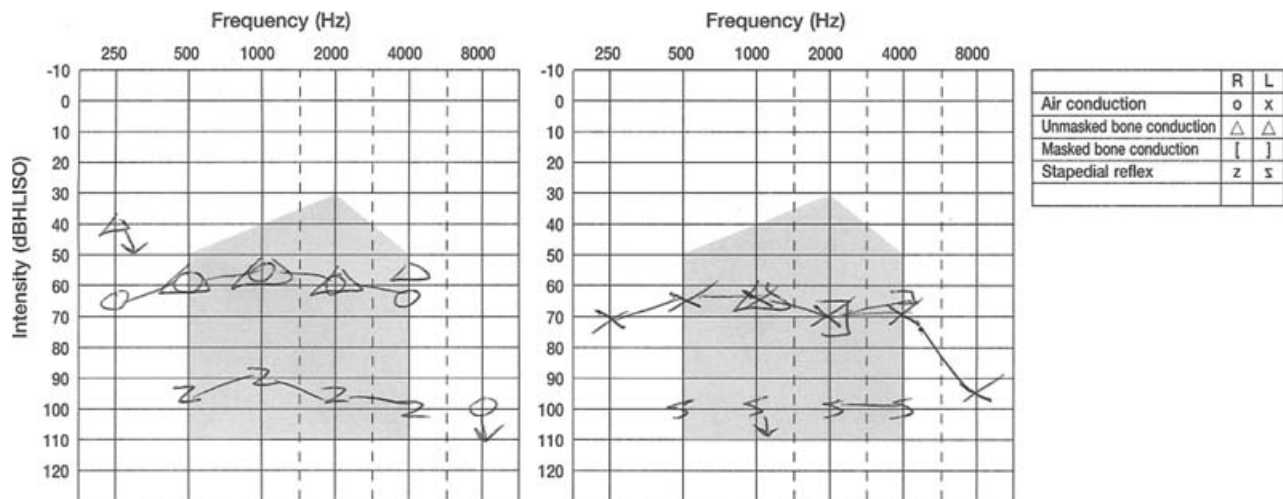 Frequency (Hz)
250 500 1000 2000 4000 8000
Intensity (dBHLISO)
-10
0
10
20
30
40
50
60
70
80
90
100
110
120
Frequency (Hz)
250 500 1000 2000 4000 8000
-10
0
10
20
30
40
50
60
70
80
90
100
110
120
R L
Air conduction o x
Unmasked bone conduction △ △
Masked bone conduction [ ]
Stapedial reflex z s